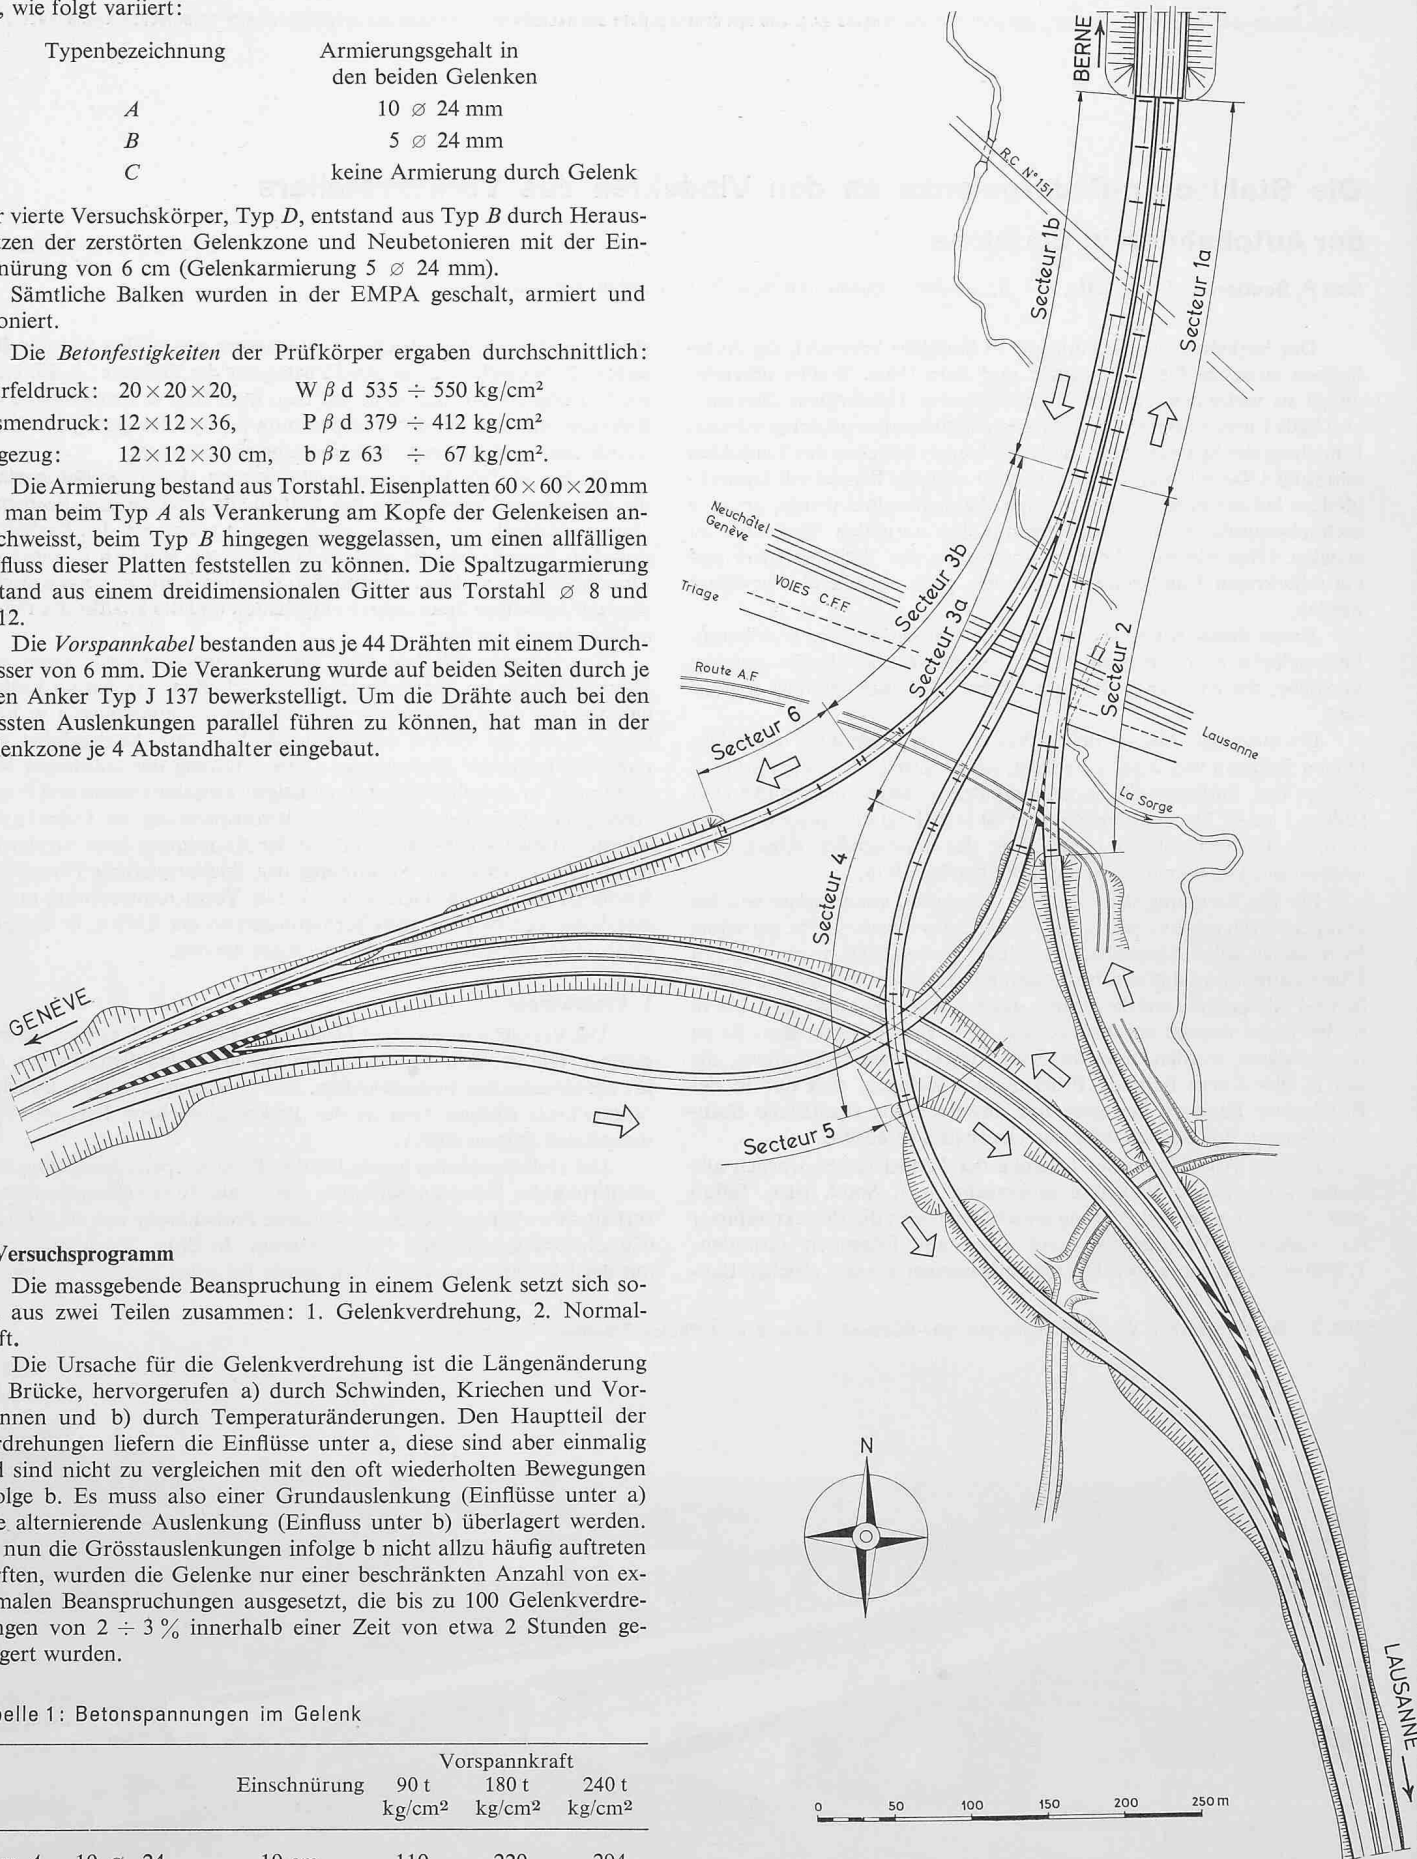 , wie folgt variiert:
Typenbezeichnung Armierungsgehalt in
den beiden Gelenken
A 10 ⌀ 24 mm
B 5 ⌀ 24 mm
C keine Armierung durch Gelenk
r vierte Versuchskörper, Typ D, entstand aus Typ B durch Heraus-
tzen der zerstörten Gelenkzone und Neubetonieren mit der Ein-
nürung von 6 cm (Gelenkarmierung 5 ⌀ 24 mm).
Sämtliche Balken wurden in der EMPA geschalt, armiert und
oniert.
Die Betonfestigkeiten der Prüfkörper ergaben durchschnittlich:
rfeldruck: 20×20×20, W β d 535 ÷ 550 kg/cm²
smendruck: 12×12×36, P β d 379 ÷ 412 kg/cm²
gezug: 12×12×30 cm, b β z 63 ÷ 67 kg/cm².
Die Armierung bestand aus Torstahl. Eisenplatten 60×60×20 mm
man beim Typ A als Verankerung am Kopfe der Gelenkeisen an-
chweisst, beim Typ B hingegen weggelassen, um einen allfälligen
fluss dieser Platten feststellen zu können. Die Spaltzugarmierung
tand aus einem dreidimensionalen Gitter aus Torstahl ⌀ 8 und
12.
Die Vorspannkabel bestanden aus je 44 Drähten mit einem Durch-
sser von 6 mm. Die Verankerung wurde auf beiden Seiten durch je
en Anker Typ J 137 bewerkstelligt. Um die Drähte auch bei den
ssten Auslenkungen parallel führen zu können, hat man in der
enkzone je 4 Abstandhalter eingebaut.
Versuchsprogramm
Die massgebende Beanspruchung in einem Gelenk setzt sich so-
aus zwei Teilen zusammen: 1. Gelenkverdrehung, 2. Normal-
ft.
Die Ursache für die Gelenkverdrehung ist die Längenänderung
Brücke, hervorgerufen a) durch Schwinden, Kriechen und Vor-
nnen und b) durch Temperaturänderungen. Den Hauptteil der
rdrehungen liefern die Einflüsse unter a, diese sind aber einmalig
d sind nicht zu vergleichen mit den oft wiederholten Bewegungen
olge b. Es muss also einer Grundauslenkung (Einflüsse unter a)
e alternierende Auslenkung (Einfluss unter b) überlagert werden.
nun die Grösstauslenkungen infolge b nicht allzu häufig auftreten
rften, wurden die Gelenke nur einer beschränkten Anzahl von ex-
malen Beanspruchungen ausgesetzt, die bis zu 100 Gelenkverdre-
ngen von 2 ÷ 3 % innerhalb einer Zeit von etwa 2 Stunden ge-
gert wurden.
belle 1: Betonspannungen im Gelenk
Vorspannkraft
Einschnürung 90 t 180 t 240 t
kg/cm² kg/cm² kg/cm²
BERNE
R.C. N° 151
Secteur 1b
Secteur 1a
Neuchâtel
Genève
VOIES C.F.F.
Triage
Secteur 3b
Secteur 3a
Secteur 2
Route A.F
Secteur 6
Lausanne
La Sorge
Secteur 4
GENÈVE
Secteur 5
N
LAUSANNE
0 50 100 150 200 250 m